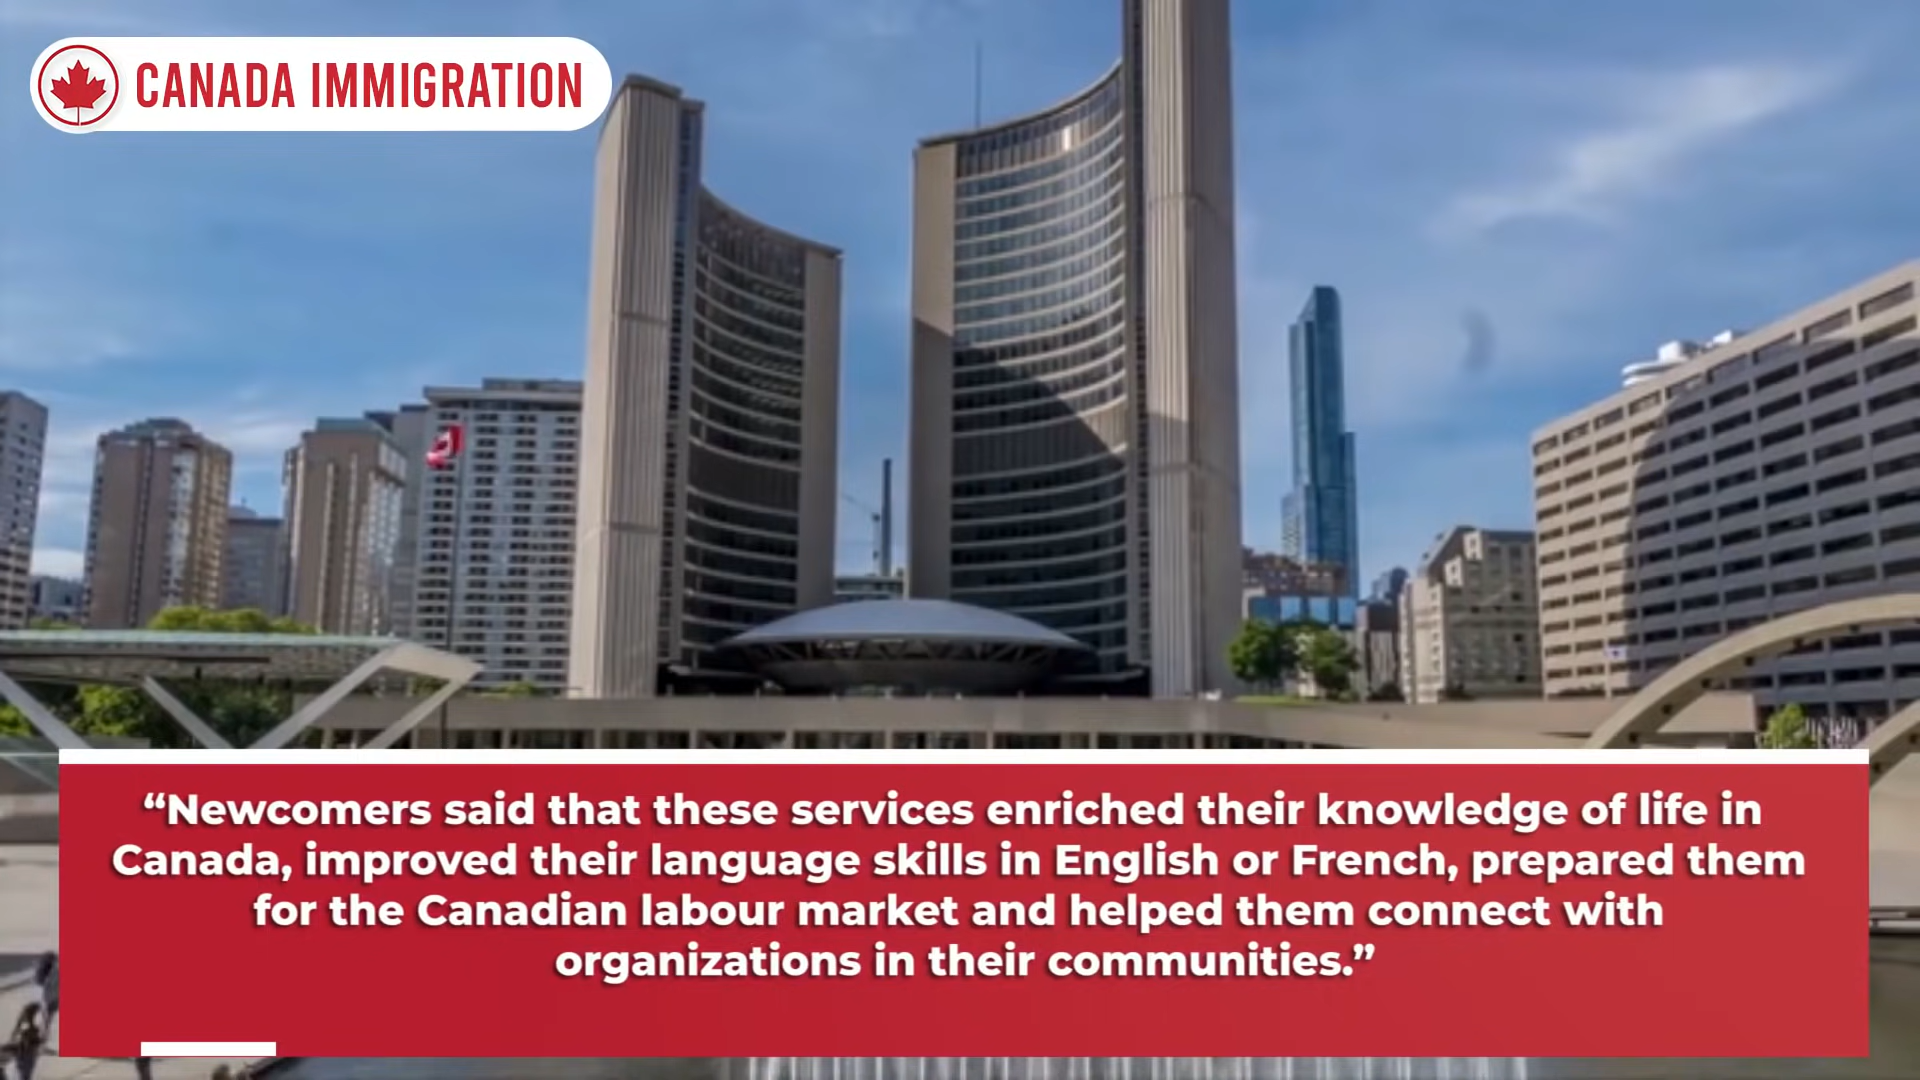 CANADA IMMIGRATION
“Newcomers said that these services enriched their knowledge of life in
Canada, improved their language skills in English or French, prepared them
for the Canadian labour market and helped them connect with
organizations in their communities.”